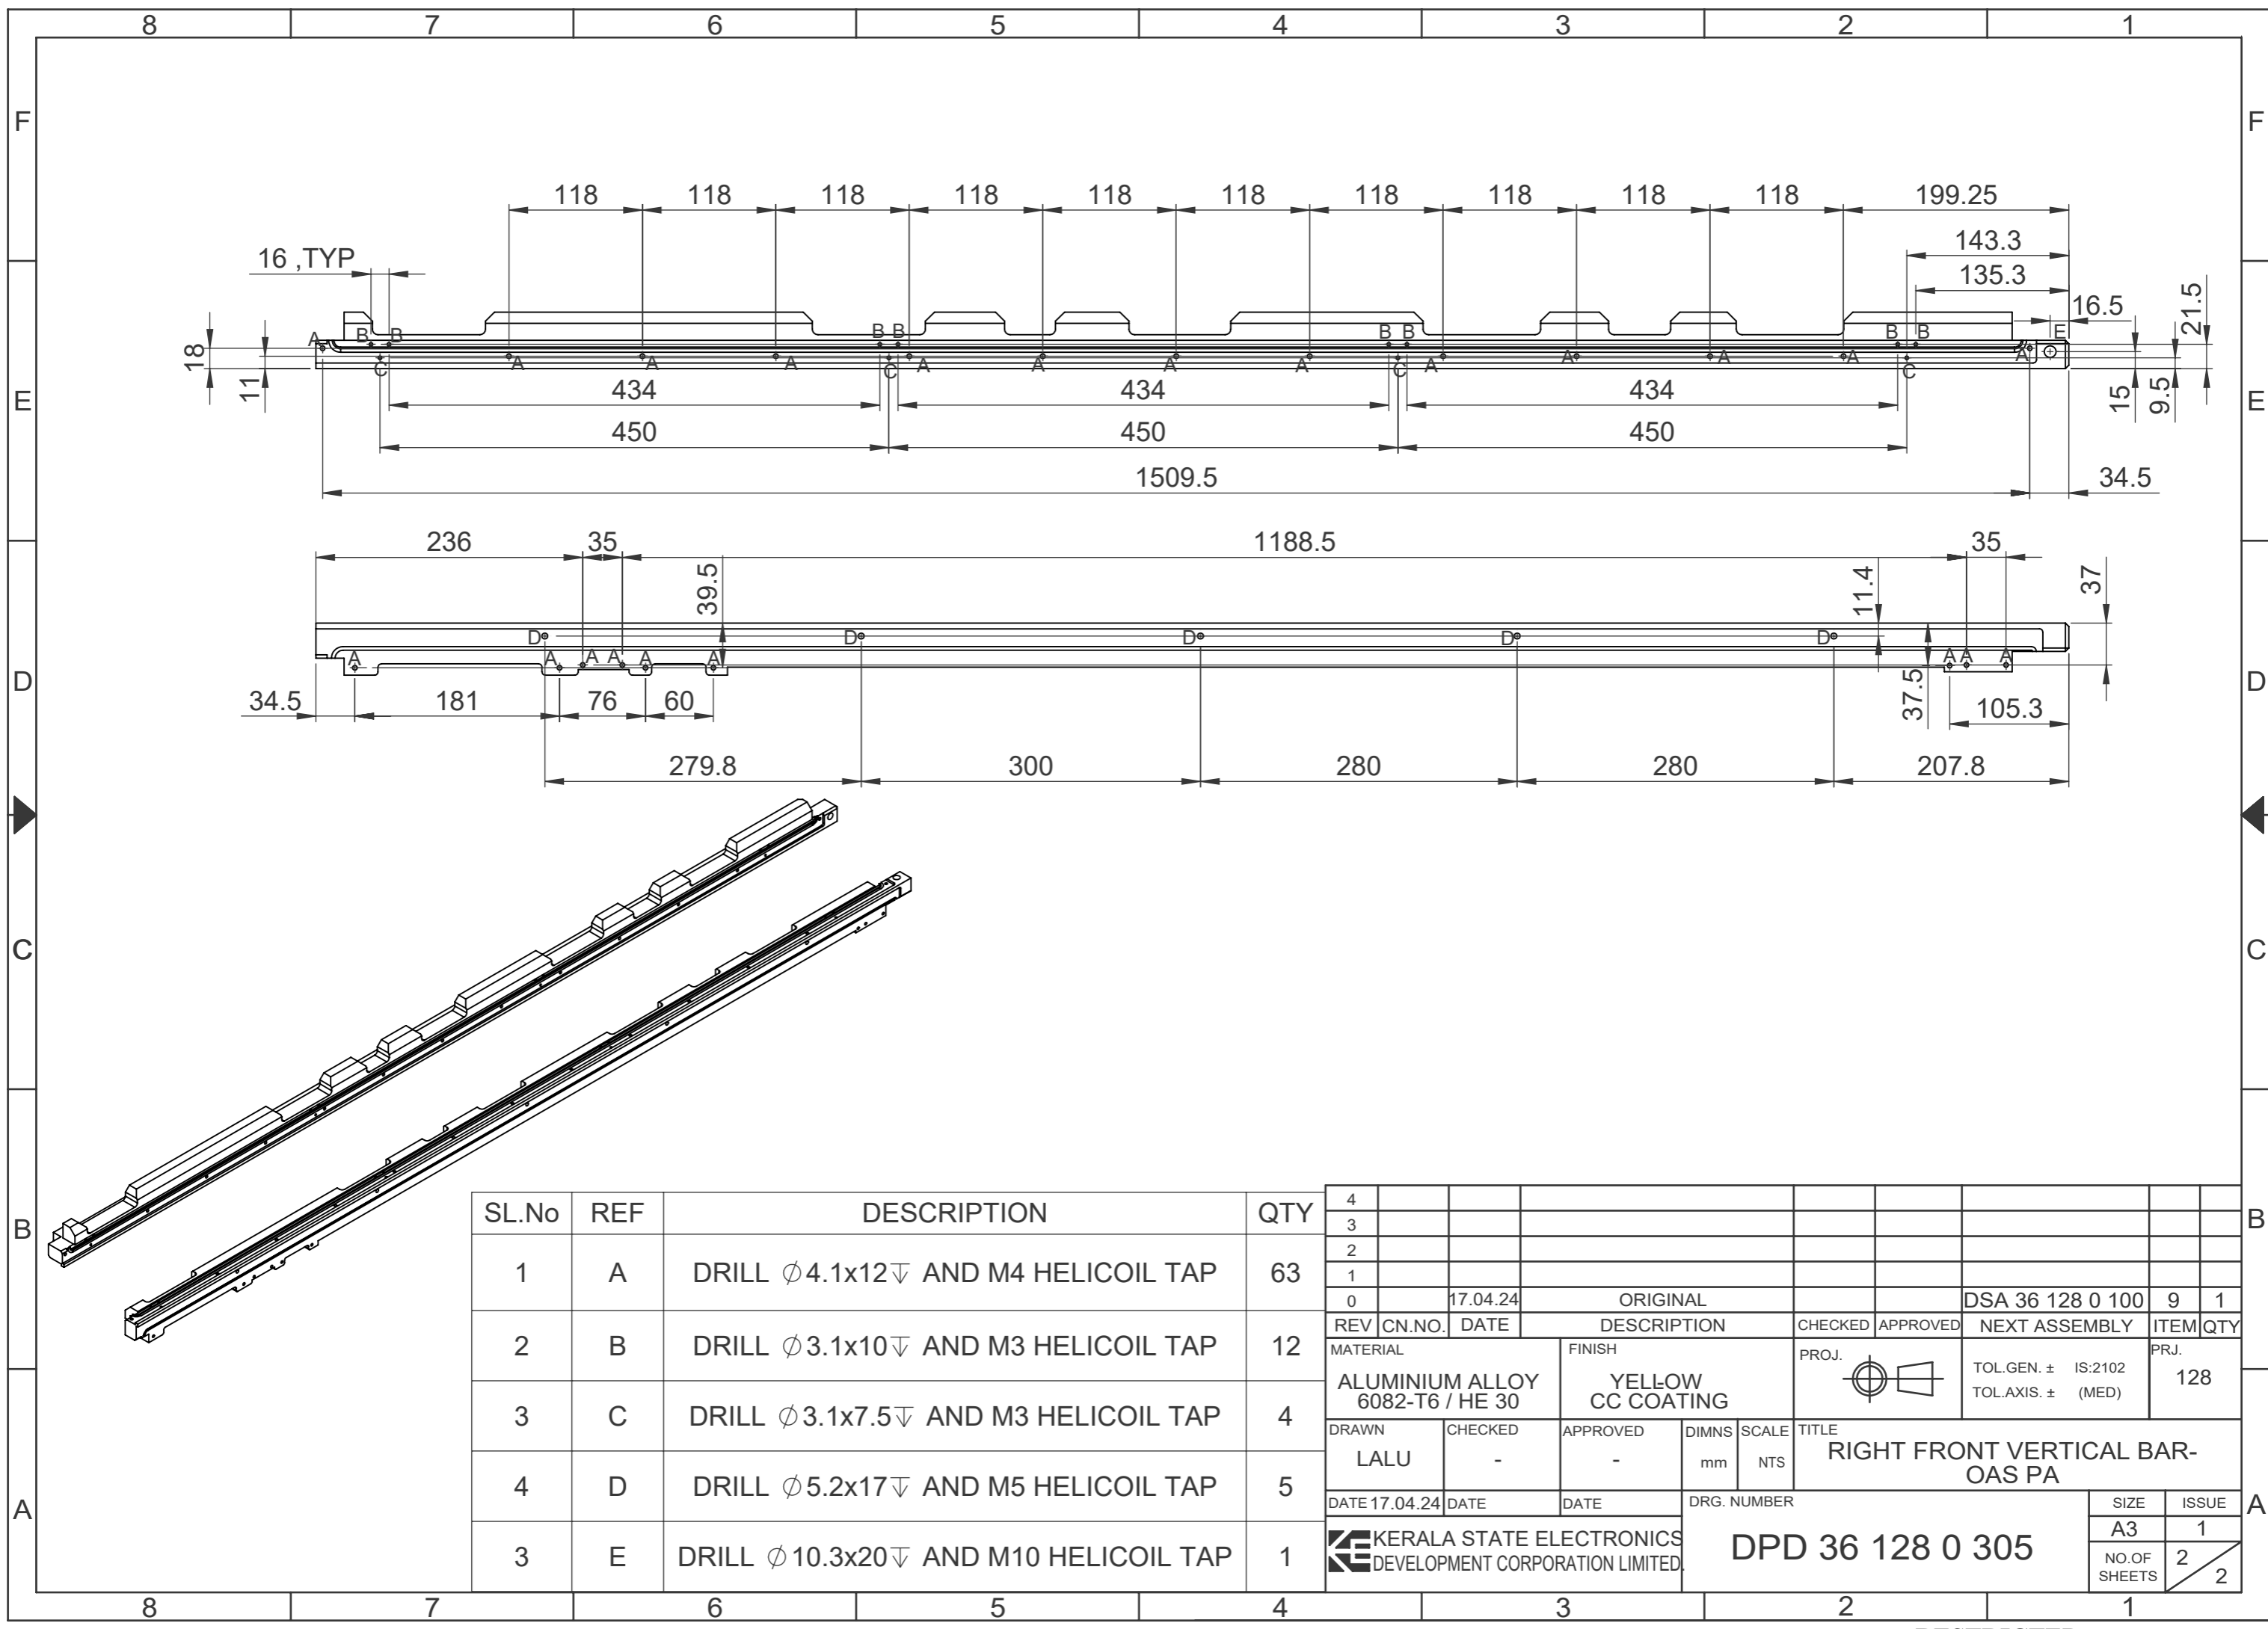 8 7 6 5 4 3 2 1
F F
118 118 118 118 118 118 118 118 118 118 199.25
143.3
16 ,TYP
135.3
16.5
21.5
A B B B B B B B B E
18
11
A A A A A A A A A A A A
C C C C
E E
434 434 434
15
9.5
450 450 450
1509.5 34.5
236 35 1188.5 35
39.5
11.4
37
D D D D D
A A A A A A A A A
D D
37.5
34.5 181 76 60 105.3
279.8 300 280 280 207.8
C C
B B
SL.No REF DESCRIPTION QTY
1 A DRILL ∅4.1x12↧ AND M4 HELICOIL TAP 63
2 B DRILL ∅3.1x10↧ AND M3 HELICOIL TAP 12
3 C DRILL ∅3.1x7.5↧ AND M3 HELICOIL TAP 4
4 D DRILL ∅5.2x17↧ AND M5 HELICOIL TAP 5
3 E DRILL ∅10.3x20↧ AND M10 HELICOIL TAP 1
4
3
2
1
0 17.04.24 ORIGINAL DSA 36 128 0 100 9 1
REV CN.NO. DATE DESCRIPTION CHECKED APPROVED NEXT ASSEMBLY ITEM QTY
MATERIAL
ALUMINIUM ALLOY
6082-T6 / HE 30
FINISH
YELLOW
CC COATING
PROJ.
TOL.GEN. ± IS:2102
TOL.AXIS. ± (MED)
PRJ.
128
DRAWN
LALU
CHECKED
-
APPROVED
-
DIMNS
mm
SCALE
NTS
TITLE
RIGHT FRONT VERTICAL BAR-
OAS PA
DATE 17.04.24 DATE DATE
KERALA STATE ELECTRONICS
DEVELOPMENT CORPORATION LIMITED.
DRG. NUMBER
DPD 36 128 0 305
SIZE
A3
ISSUE
1
NO.OF
SHEETS
2
2
A A
8 7 6 5 4 3 2 1